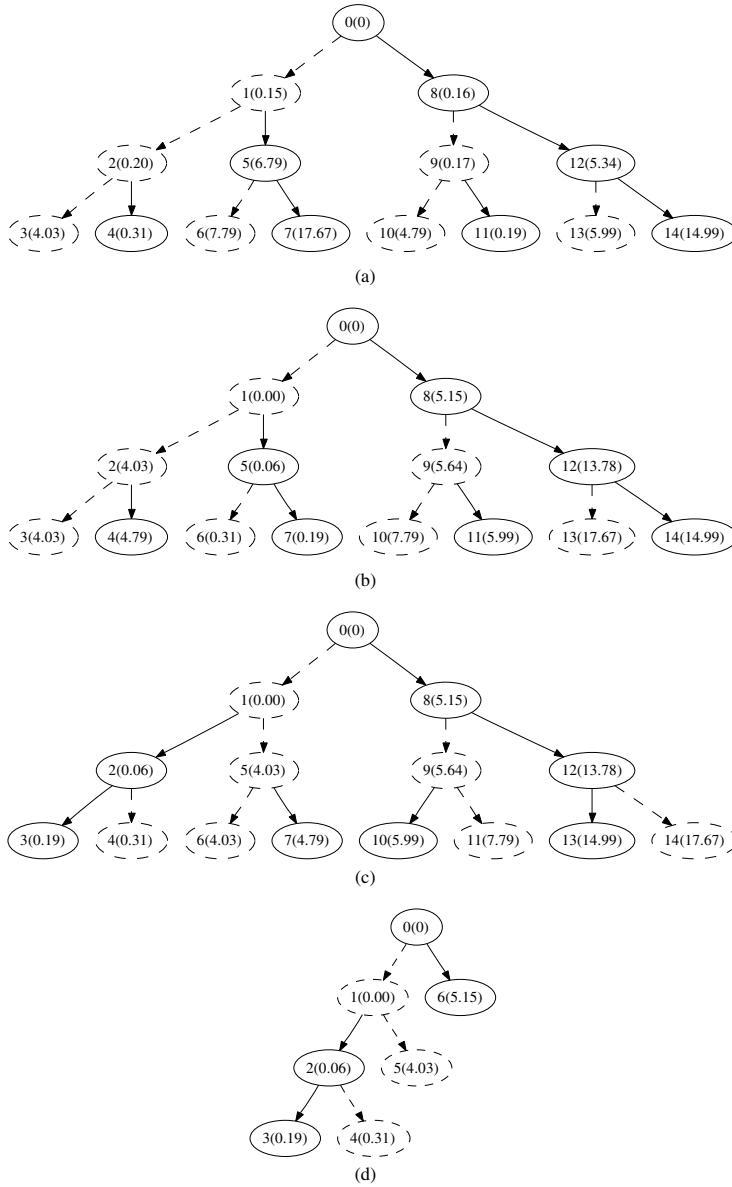 0(0)
1(0.15) 8(0.16)
2(0.20) 5(6.79) 9(0.17) 12(5.34)
3(4.03) 4(0.31) 6(7.79) 7(17.67) 10(4.79) 11(0.19) 13(5.99) 14(14.99)
(a)
0(0)
1(0.00) 8(5.15)
2(4.03) 5(0.06) 9(5.64) 12(13.78)
3(4.03) 4(4.79) 6(0.31) 7(0.19) 10(7.79) 11(5.99) 13(17.67) 14(14.99)
(b)
0(0)
1(0.00) 8(5.15)
2(0.06) 5(4.03) 9(5.64) 12(13.78)
3(0.19) 4(0.31) 6(4.03) 7(4.79) 10(5.99) 11(7.79) 13(14.99) 14(17.67)
(c)
0(0)
1(0.00) 6(5.15)
2(0.06) 5(4.03)
3(0.19) 4(0.31)
(d)